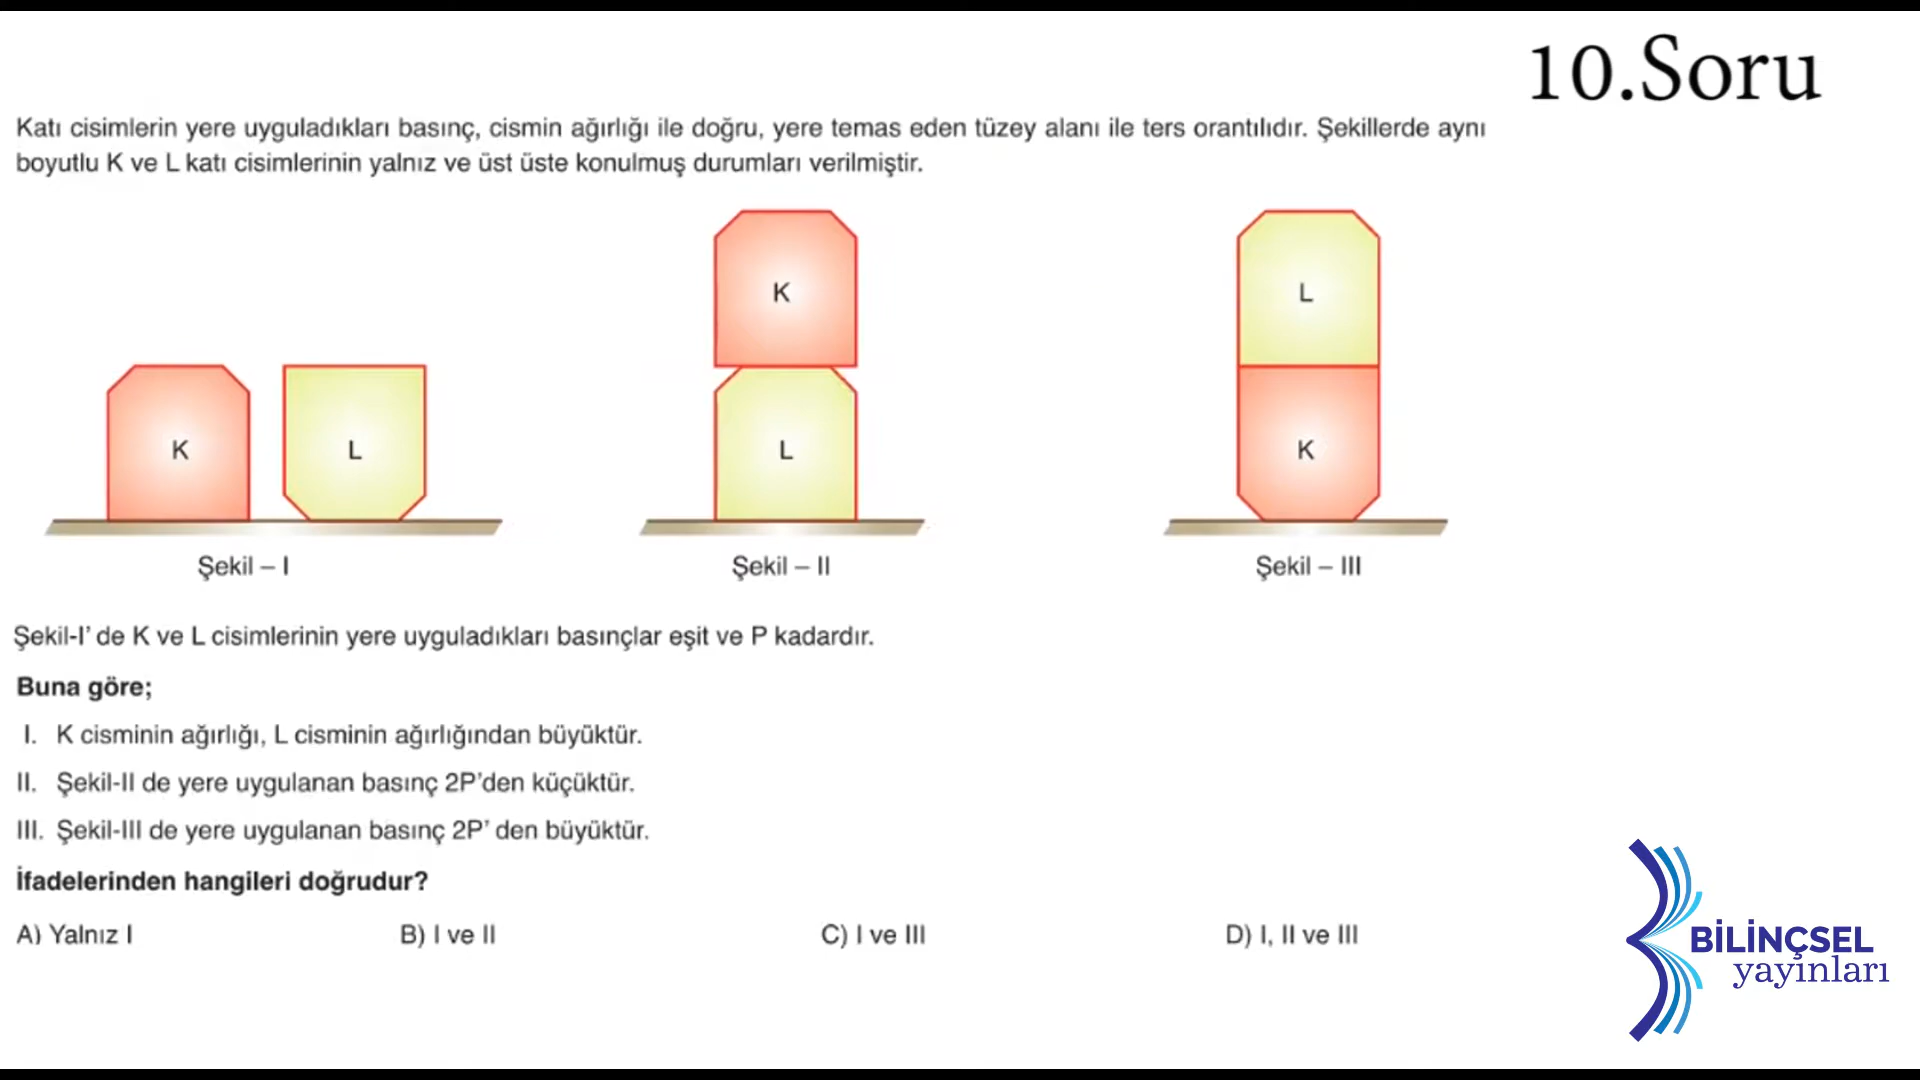 10.Soru
Katı cisimlerin yere uyguladıkları basınç, cismin ağırlığı ile doğru, yere temas eden tüzey alanı ile ters orantılıdır. Şekillerde aynı
boyutlu K ve L katı cisimlerinin yalnız ve üst üste konulmuş durumları verilmiştir.
K L
K L
K L
L K
Şekil – I Şekil – II Şekil – III
Şekil-I’ de K ve L cisimlerinin yere uyguladıkları basınçlar eşit ve P kadardır.
Buna göre;
I. K cisminin ağırlığı, L cisminin ağırlığından büyüktür.
II. Şekil-II de yere uygulanan basınç 2P’den küçüktür.
III. Şekil-III de yere uygulanan basınç 2P’ den büyüktür.
İfadelerinden hangileri doğrudur?
A) Yalnız I B) I ve II C) I ve III D) I, II ve III
BİLİNÇSEL
yayınları